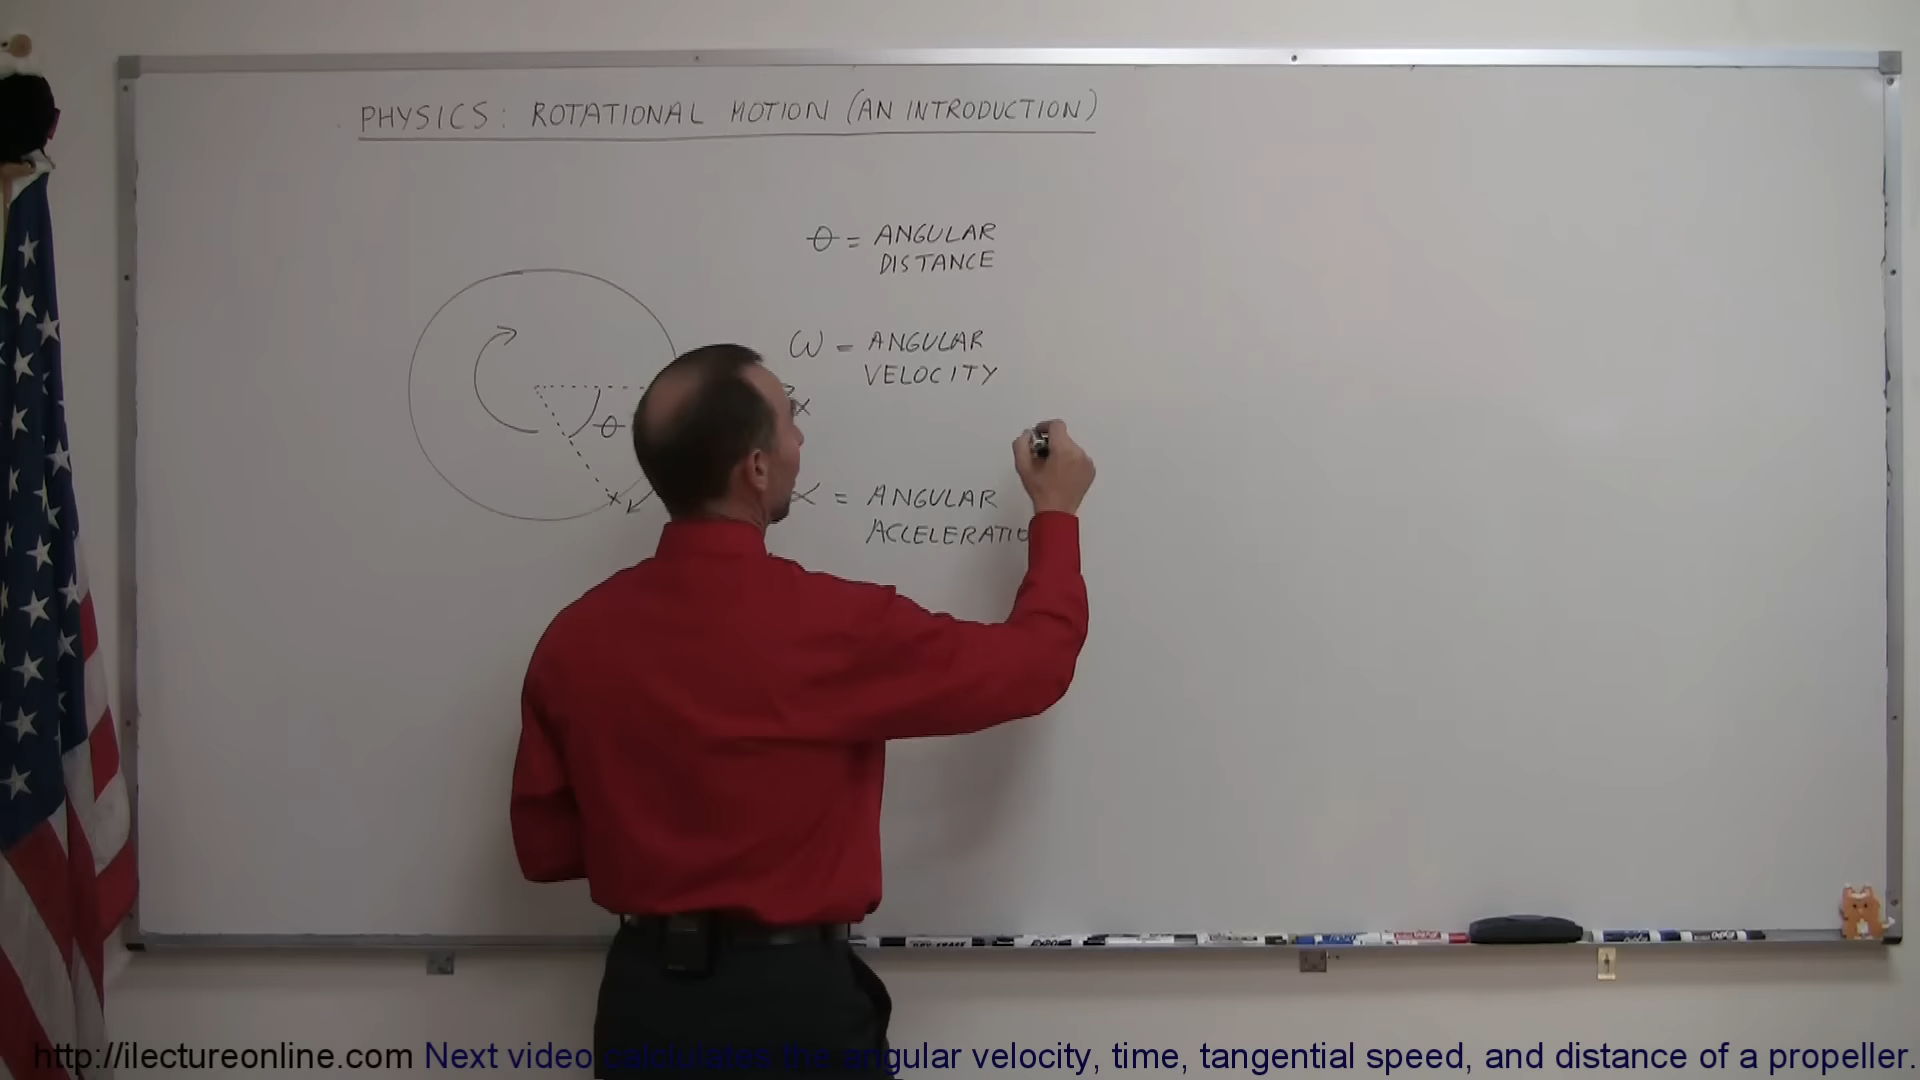 PHYSICS: ROTATIONAL MOTION (AN INTRODUCTION)
θ = ANGULAR
DISTANCE
ω = ANGULAR
VELOCITY
θ
x
α = ANGULAR
ACCELERATIO
http://ilectureonline.com Next video calculates the angular velocity, time, tangential speed, and distance of a propeller.